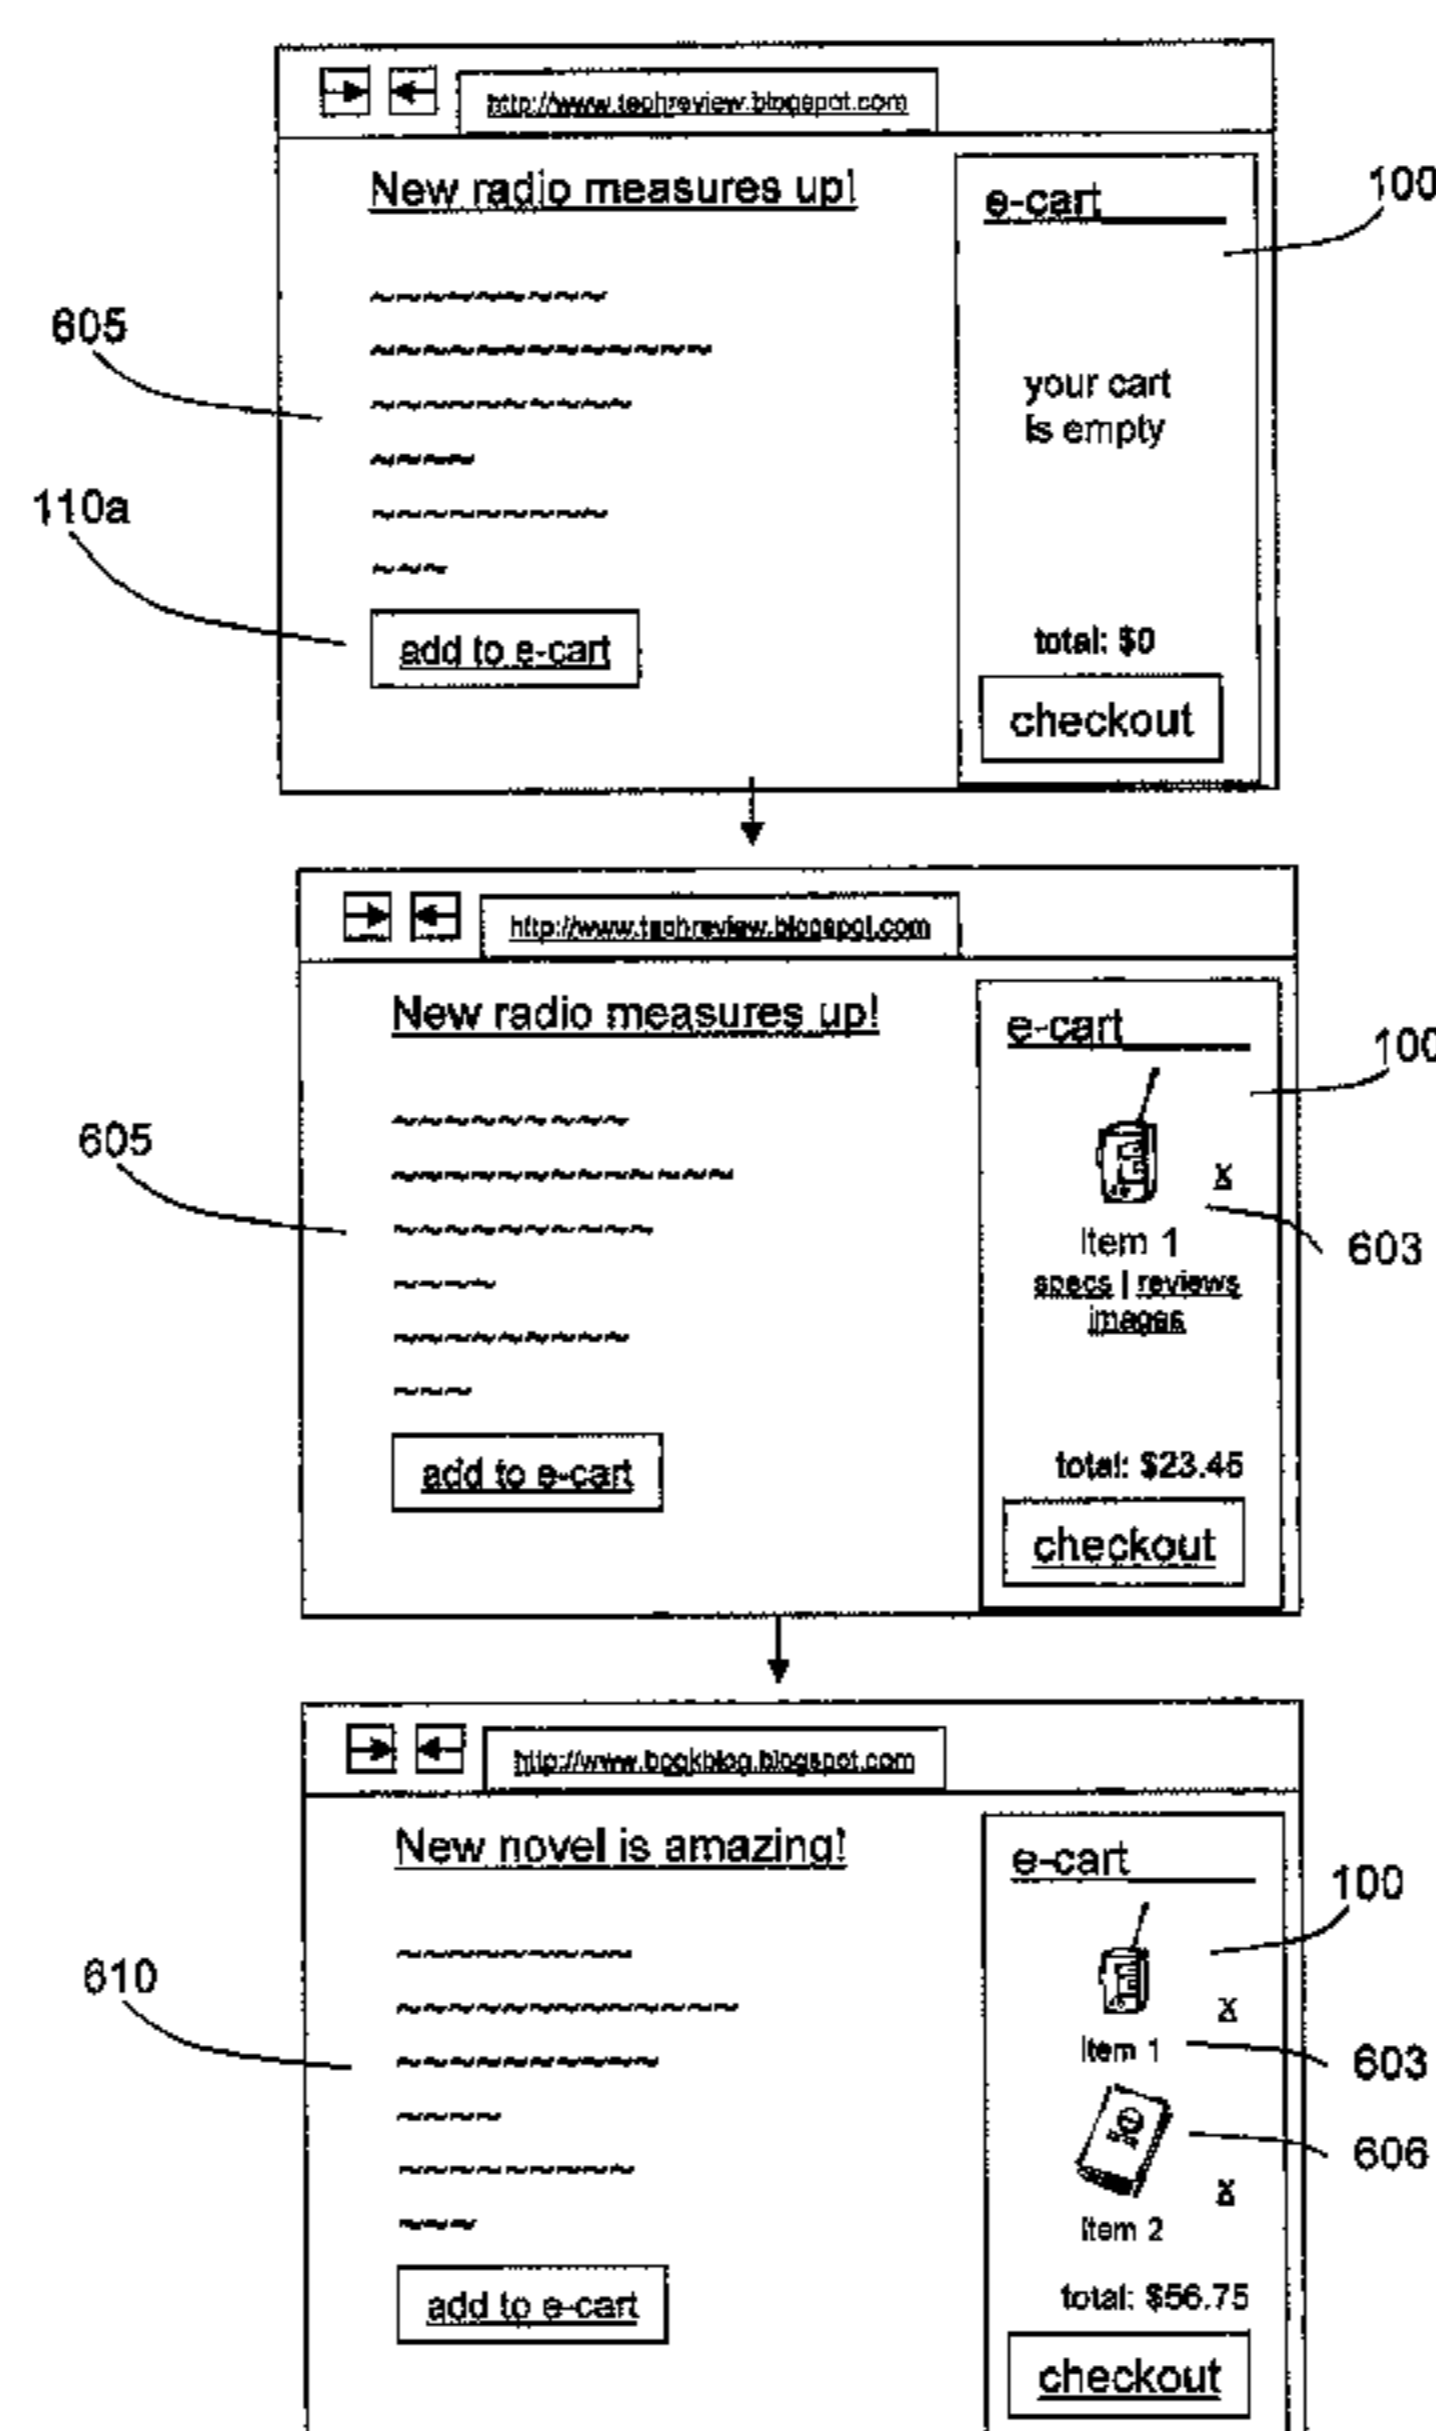 http://www.techreview.blogspot.com
New radio measures up!
e-cart
100
605
your cart
is empty
110a
add to e-cart
total: $0
checkout
http://www.techreview.blogspot.com
New radio measures up!
e-cart
100
605
x
Item 1
603
specs | reviews
images
add to e-cart
total: $23.45
checkout
http://www.bookblog.blogspot.com
New novel is amazing!
e-cart
100
610
x
Item 1
603
606
x
Item 2
add to e-cart
total: $56.75
checkout